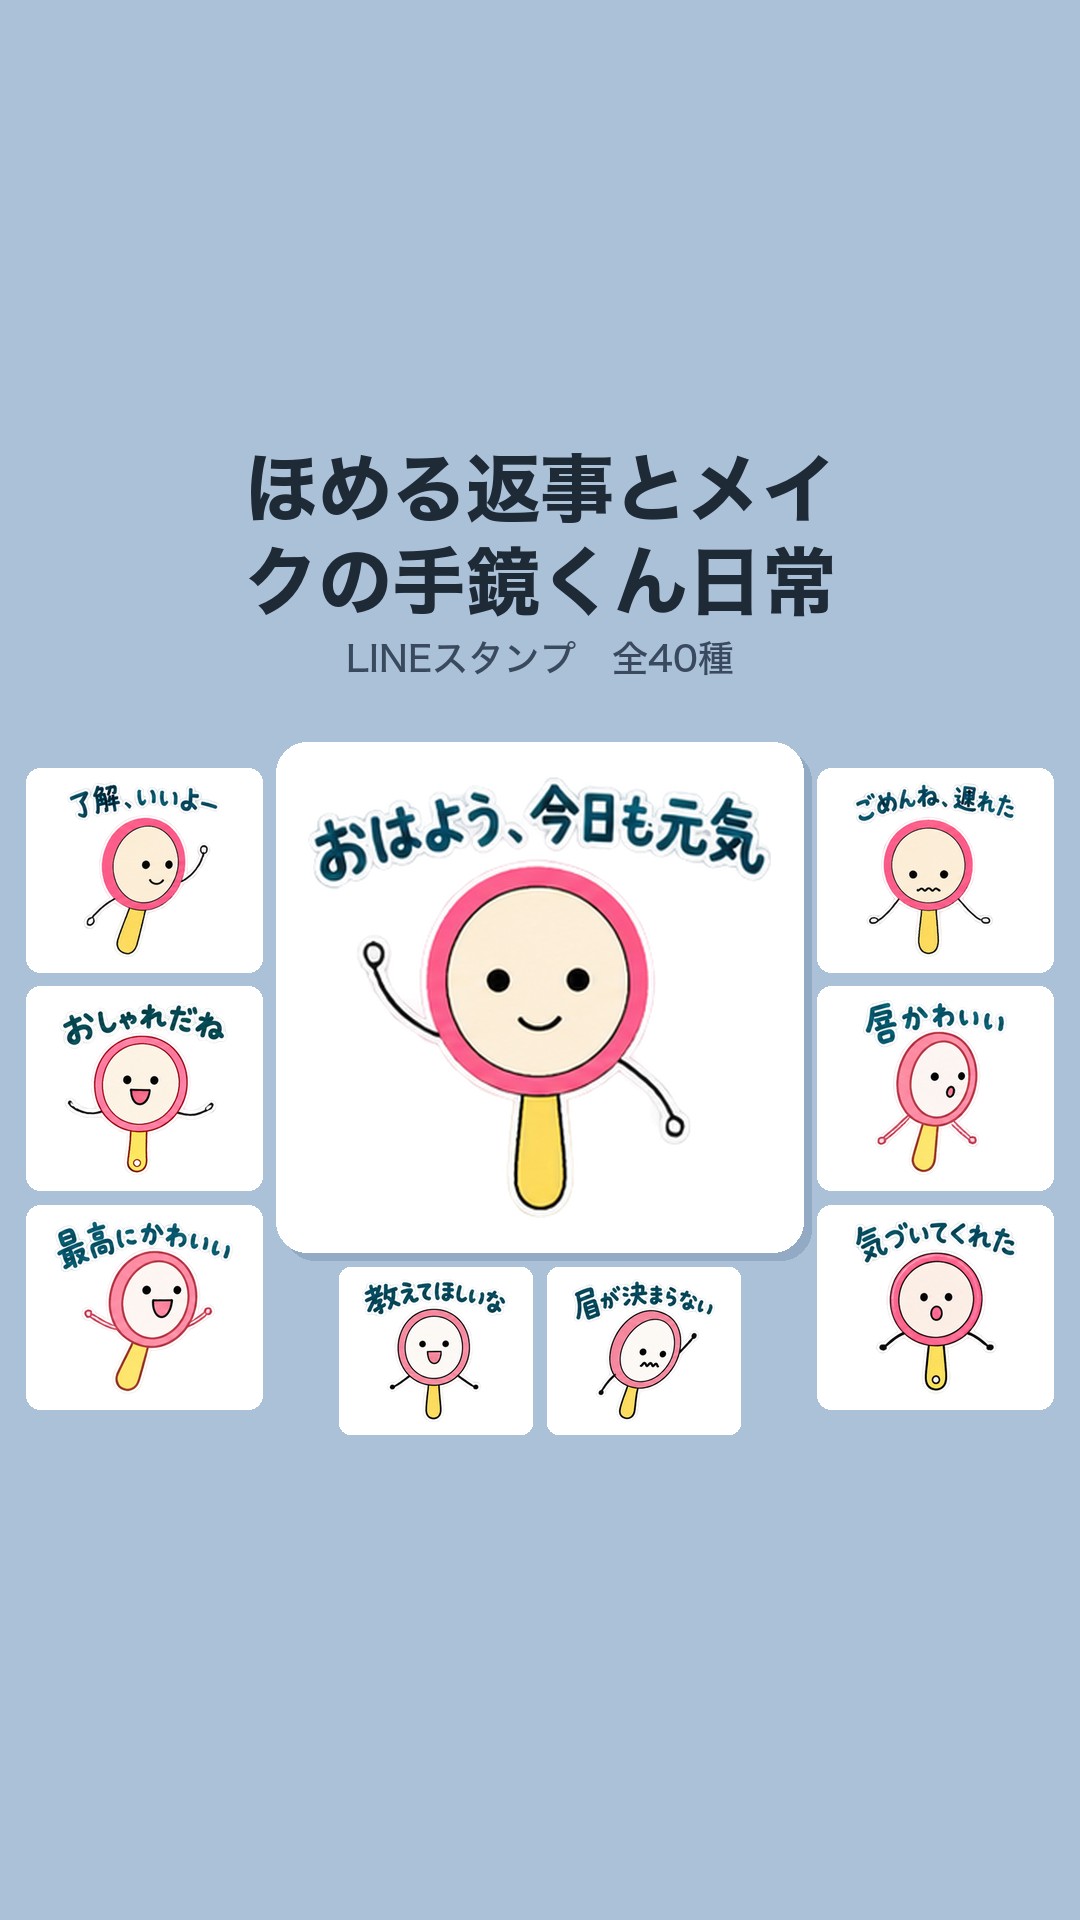 ほめる返事とメイ
クの手鏡くん日常
LINEスタンプ 全40種
了解、いいよー
おはよう、今日も元気
ごめんね、遅れた
おしゃれだね
唇かわいい
最高にかわいい
気づいてくれた
教えてほしいな
眉が決まらない